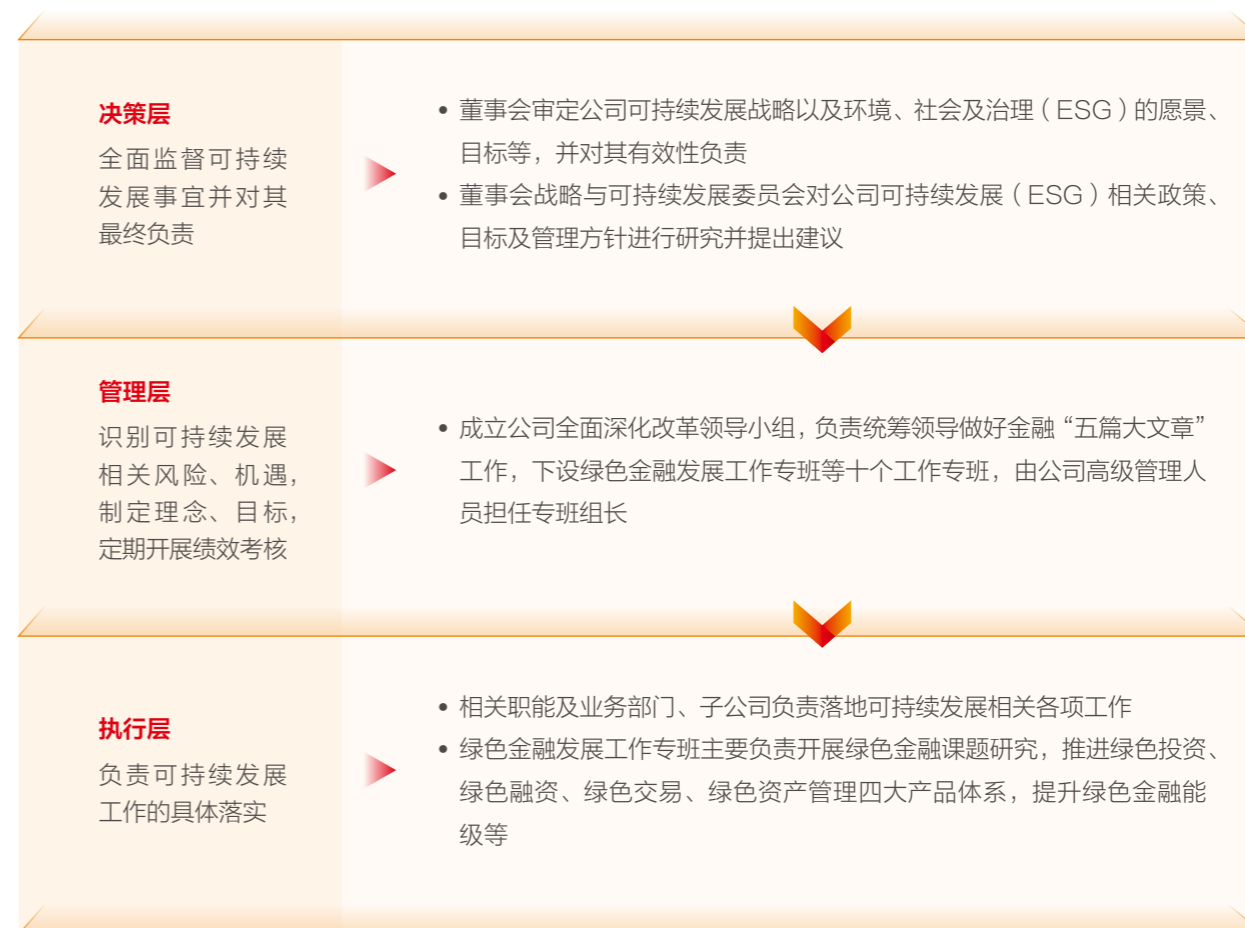 决策层
全面监督可持续
发展事宜并对其
最终负责
• 董事会审定公司可持续发展战略以及环境、社会及治理（ESG）的愿景、
目标等，并对其有效性负责
• 董事会战略与可持续发展委员会对公司可持续发展（ESG）相关政策、
目标及管理方针进行研究并提出建议
管理层
识别可持续发展
相关风险、机遇，
制定理念、目标，
定期开展绩效考核
• 成立公司全面深化改革领导小组，负责统筹领导做好金融“五篇大文章”
工作，下设绿色金融发展工作专班等十个工作专班，由公司高级管理人
员担任专班组长
执行层
负责可持续发展
工作的具体落实
• 相关职能及业务部门、子公司负责落地可持续发展相关各项工作
• 绿色金融发展工作专班主要负责开展绿色金融课题研究，推进绿色投资、
绿色融资、绿色交易、绿色资产管理四大产品体系，提升绿色金融能
级等